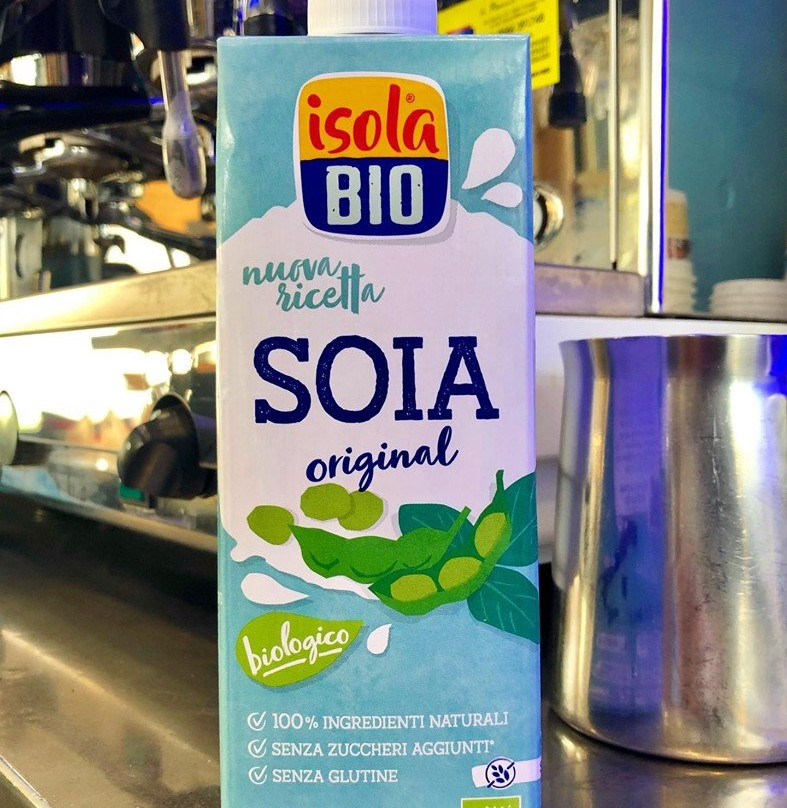 isola®
BIO
nuova
ricetta
SOIA
original
biologico
100% INGREDIENTI NATURALI
SENZA ZUCCHERI AGGIUNTI*
SENZA GLUTINE